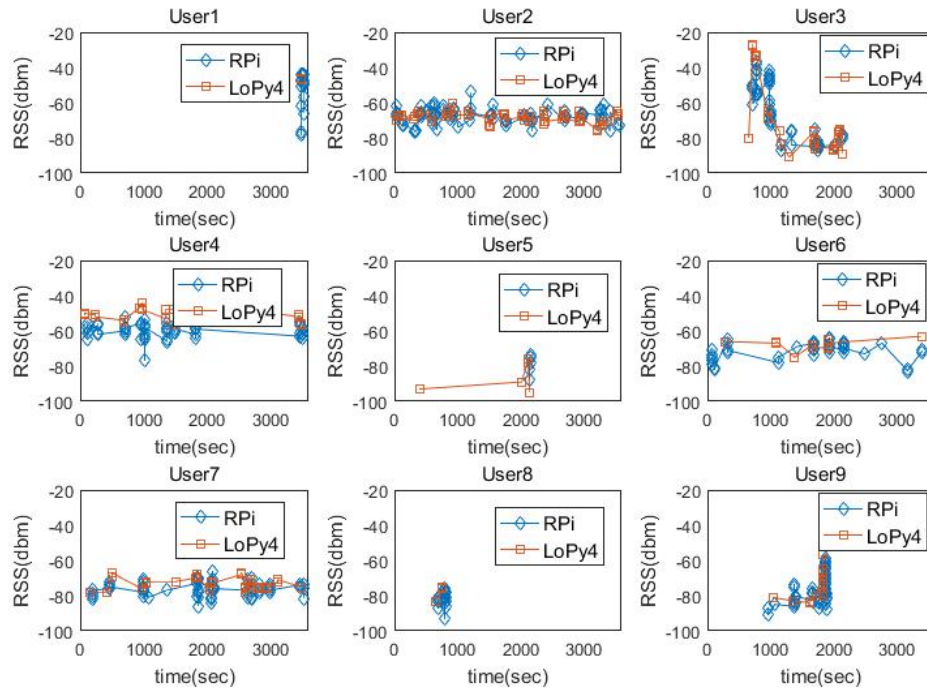 User1
-20
-40
-60
-80
-100
RSS(dbm)
RPi
LoPy4
0 1000 2000 3000
time(sec)
User2
-20
-40
-60
-80
-100
RSS(dbm)
RPi
LoPy4
0 1000 2000 3000
time(sec)
User3
-20
-40
-60
-80
-100
RSS(dbm)
RPi
LoPy4
0 1000 2000 3000
time(sec)
User4
-20
-40
-60
-80
-100
RSS(dbm)
RPi
LoPy4
0 1000 2000 3000
time(sec)
User5
-20
-40
-60
-80
-100
RSS(dbm)
RPi
LoPy4
0 1000 2000 3000
time(sec)
User6
-20
-40
-60
-80
-100
RSS(dbm)
RPi
LoPy4
0 1000 2000 3000
time(sec)
User7
-20
-40
-60
-80
-100
RSS(dbm)
RPi
LoPy4
0 1000 2000 3000
time(sec)
User8
-20
-40
-60
-80
-100
RSS(dbm)
RPi
LoPy4
0 1000 2000 3000
time(sec)
User9
-20
-40
-60
-80
-100
RSS(dbm)
RPi
LoPy4
0 1000 2000 3000
time(sec)